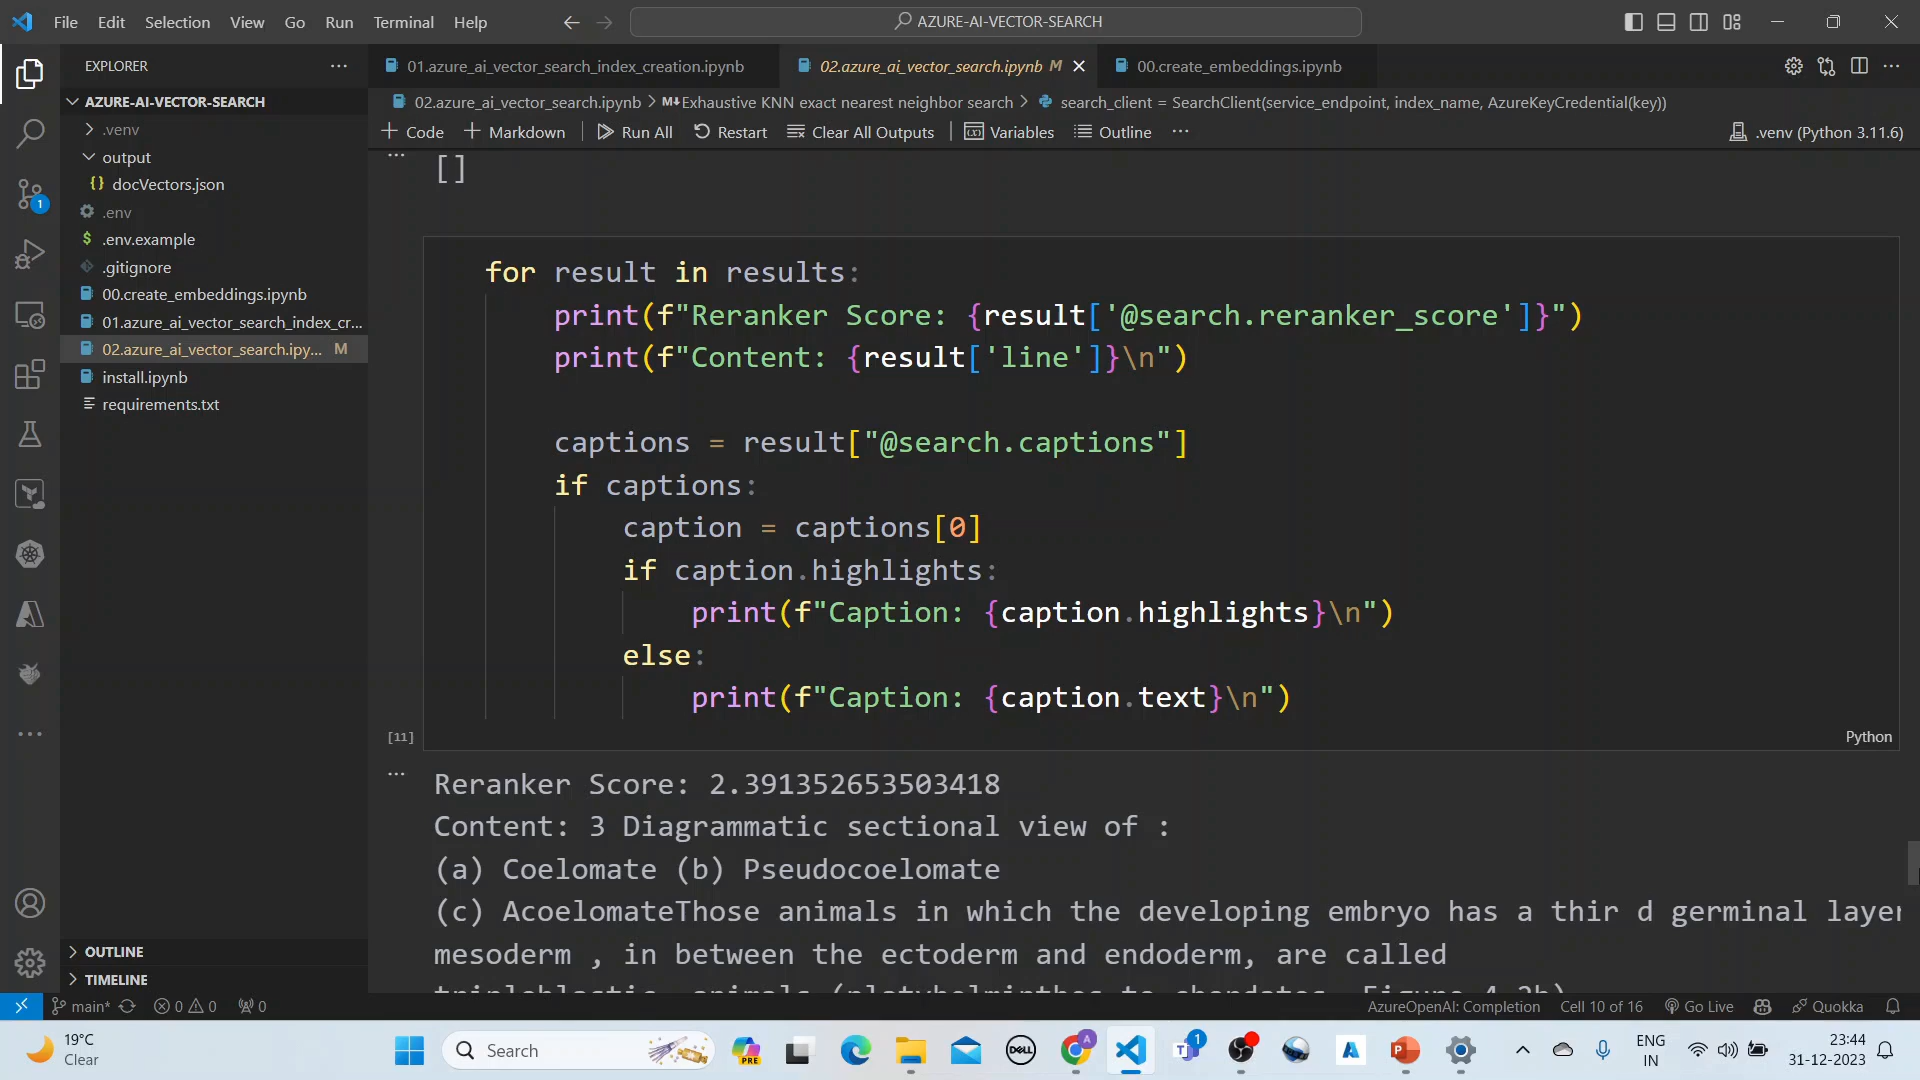 File Edit Selection View Go Run Terminal Help
AZURE-AI-VECTOR-SEARCH
EXPLORER
01.azure_ai_vector_search_index_creation.ipynb
02.azure_ai_vector_search.ipynb M
00.create_embeddings.ipynb
AZURE-AI-VECTOR-SEARCH
02.azure_ai_vector_search.ipynb > M↓Exhaustive KNN exact nearest neighbor search > search_client = SearchClient(service_endpoint, index_name, AzureKeyCredential(key))
+ Code + Markdown Run All Restart Clear All Outputs Variables Outline ...
.venv (Python 3.11.6)
.venv
output
{} docVectors.json
.env
$ .env.example
.gitignore
00.create_embeddings.ipynb
01.azure_ai_vector_search_index_cr...
02.azure_ai_vector_search.ipy... M
install.ipynb
requirements.txt
1
[]
for result in results:
print(f"Reranker Score: {result['@search.reranker_score']}")
print(f"Content: {result['line']}\n")
captions = result["@search.captions"]
if captions:
caption = captions[0]
if caption.highlights:
print(f"Caption: {caption.highlights}\n")
else:
print(f"Caption: {caption.text}\n")
[11]
Python
Reranker Score: 2.391352653503418
Content: 3 Diagrammatic sectional view of :
(a) Coelomate (b) Pseudocoelomate
(c) AcoelomateThose animals in which the developing embryo has a thir d germinal layer
mesoderm , in between the ectoderm and endoderm, are called
OUTLINE
TIMELINE
main* 0 0 0
AzureOpenAI: Completion Cell 10 of 16 Go Live Quokka
19°C
Clear
Search
PRE
DELL
A
1
ENG
IN
23:44
31-12-2023